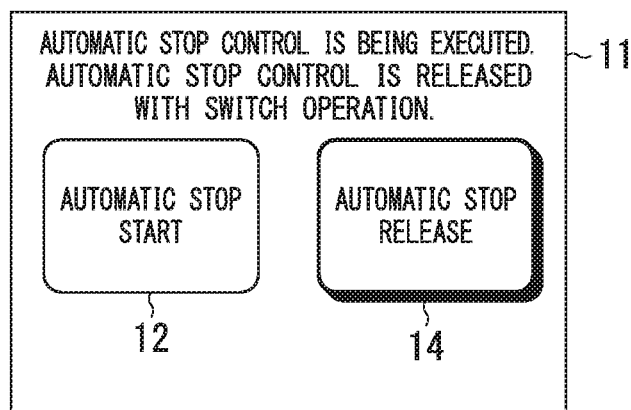 AUTOMATIC STOP CONTROL IS BEING EXECUTED.
AUTOMATIC STOP CONTROL IS RELEASED
WITH SWITCH OPERATION.
11
AUTOMATIC STOP
START
AUTOMATIC STOP
RELEASE
12
14